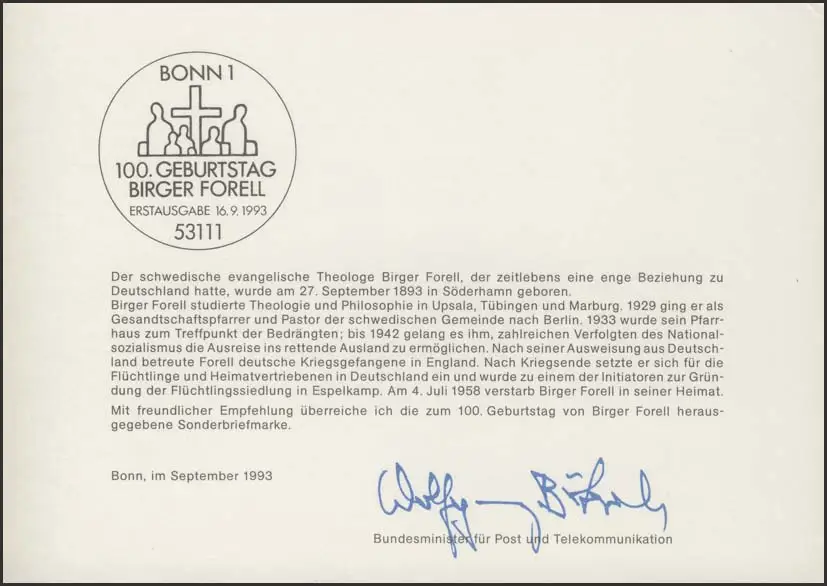 BONN 1
100. GEBURTSTAG
BIRGER FORELL
ERSTAUSGABE 16.9.1993
53111
Der schwedische evangelische Theologe Birger Forell, der zeitlebens eine enge Beziehung zu
Deutschland hatte, wurde am 27. September 1893 in Söderhamn geboren.
Birger Forell studierte Theologie und Philosophie in Upsala, Tübingen und Marburg. 1929 ging er als
Gesandtschaftspfarrer und Pastor der schwedischen Gemeinde nach Berlin. 1933 wurde sein Pfarr-
haus zum Treffpunkt der Bedrängten; bis 1942 gelang es ihm, zahlreichen Verfolgten des National-
sozialismus die Ausreise ins rettende Ausland zu ermöglichen. Nach seiner Ausweisung aus Deutsch-
land betreute Forell deutsche Kriegsgefangene in England. Nach Kriegsende setzte er sich für die
Flüchtlinge und Heimatvertriebenen in Deutschland ein und wurde zu einem der Initiatoren zur Grün-
dung der Flüchtlingssiedlung in Espelkamp. Am 4. Juli 1958 verstarb Birger Forell in seiner Heimat.
Mit freundlicher Empfehlung überreiche ich die zum 100. Geburtstag von Birger Forell heraus-
gegebene Sonderbriefmarke.
Bonn, im September 1993
Wolfgang Bötsch
Bundesminister für Post und Telekommunikation